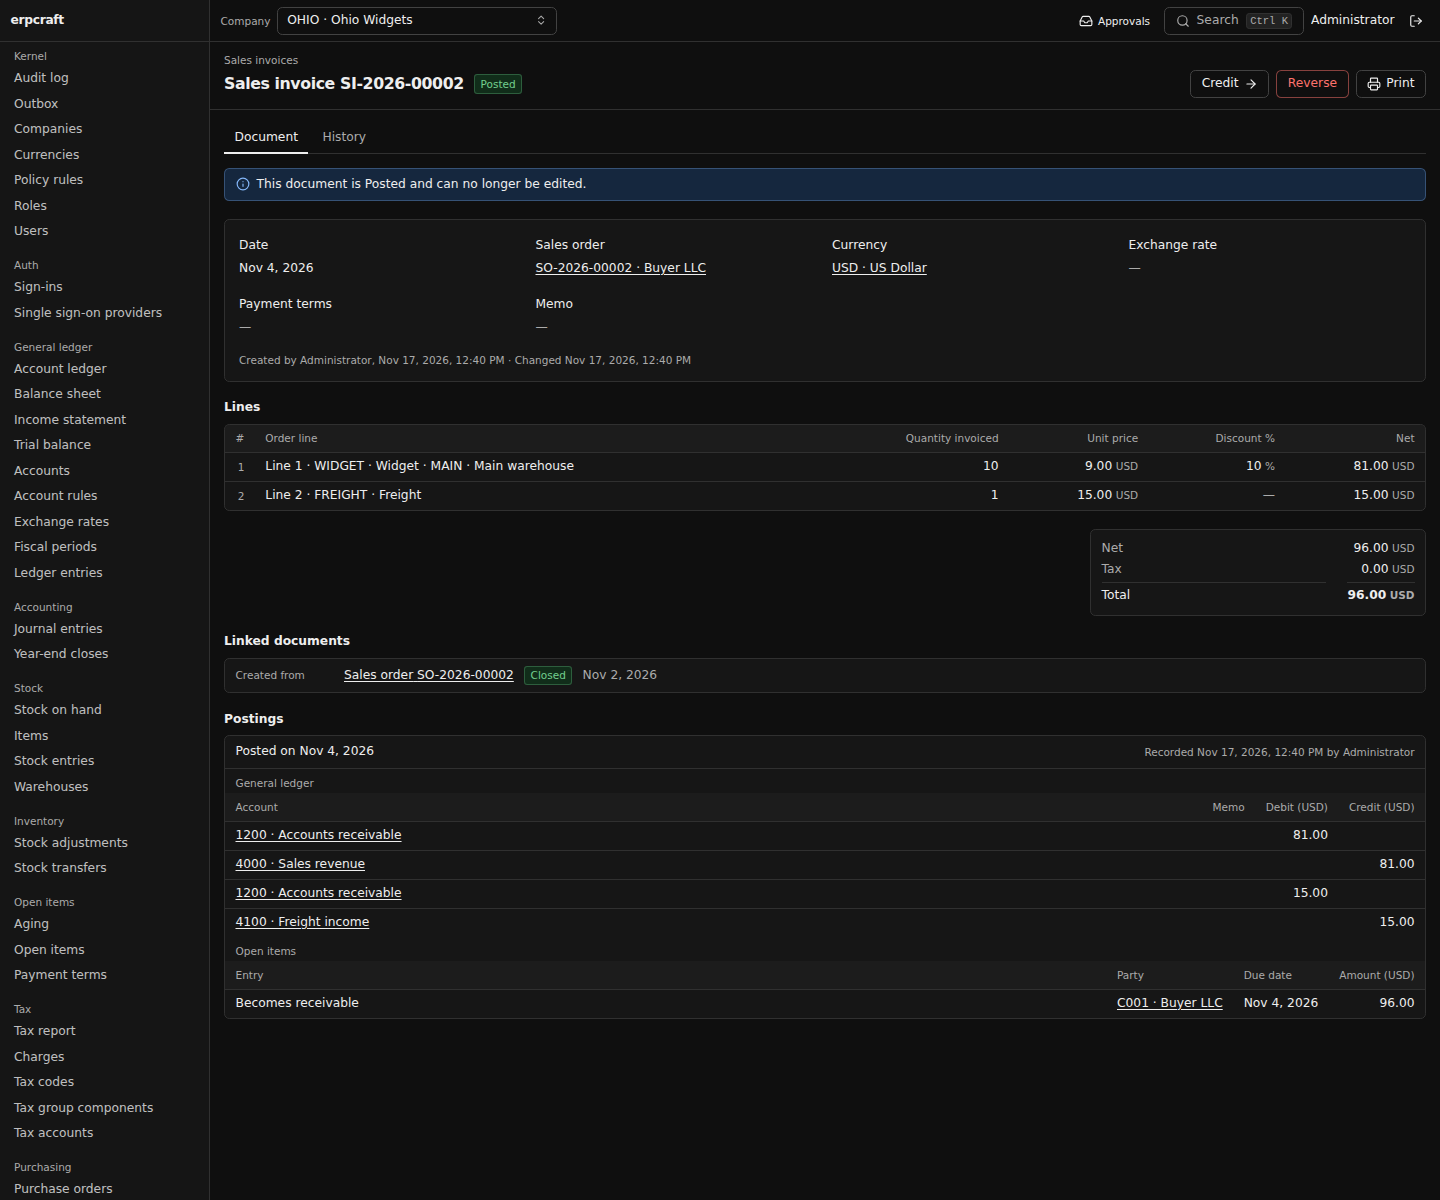 erpcraft
Company OHIO · Ohio Widgets
Approvals
Search Ctrl K
Administrator
Kernel
Audit log
Outbox
Companies
Currencies
Policy rules
Roles
Users
Auth
Sign-ins
Single sign-on providers
General ledger
Account ledger
Balance sheet
Income statement
Trial balance
Accounts
Account rules
Exchange rates
Fiscal periods
Ledger entries
Accounting
Journal entries
Year-end closes
Stock
Stock on hand
Items
Stock entries
Warehouses
Inventory
Stock adjustments
Stock transfers
Open items
Aging
Open items
Payment terms
Tax
Tax report
Charges
Tax codes
Tax group components
Tax accounts
Purchasing
Purchase orders
Sales invoices
Sales invoice SI-2026-00002 Posted
Credit
Reverse
Print
Document History
This document is Posted and can no longer be edited.
Date Sales order Currency Exchange rate
Nov 4, 2026 SO-2026-00002 · Buyer LLC USD · US Dollar —
Payment terms Memo
— —
Created by Administrator, Nov 17, 2026, 12:40 PM · Changed Nov 17, 2026, 12:40 PM
Lines
# Order line Quantity invoiced Unit price Discount % Net
1 Line 1 · WIDGET · Widget · MAIN · Main warehouse 10 9.00 USD 10 % 81.00 USD
2 Line 2 · FREIGHT · Freight 1 15.00 USD — 15.00 USD
Net 96.00 USD
Tax 0.00 USD
Total 96.00 USD
Linked documents
Created from Sales order SO-2026-00002 Closed Nov 2, 2026
Postings
Posted on Nov 4, 2026 Recorded Nov 17, 2026, 12:40 PM by Administrator
General ledger
Account Memo Debit (USD) Credit (USD)
1200 · Accounts receivable 81.00
4000 · Sales revenue 81.00
1200 · Accounts receivable 15.00
4100 · Freight income 15.00
Open items
Entry Party Due date Amount (USD)
Becomes receivable C001 · Buyer LLC Nov 4, 2026 96.00